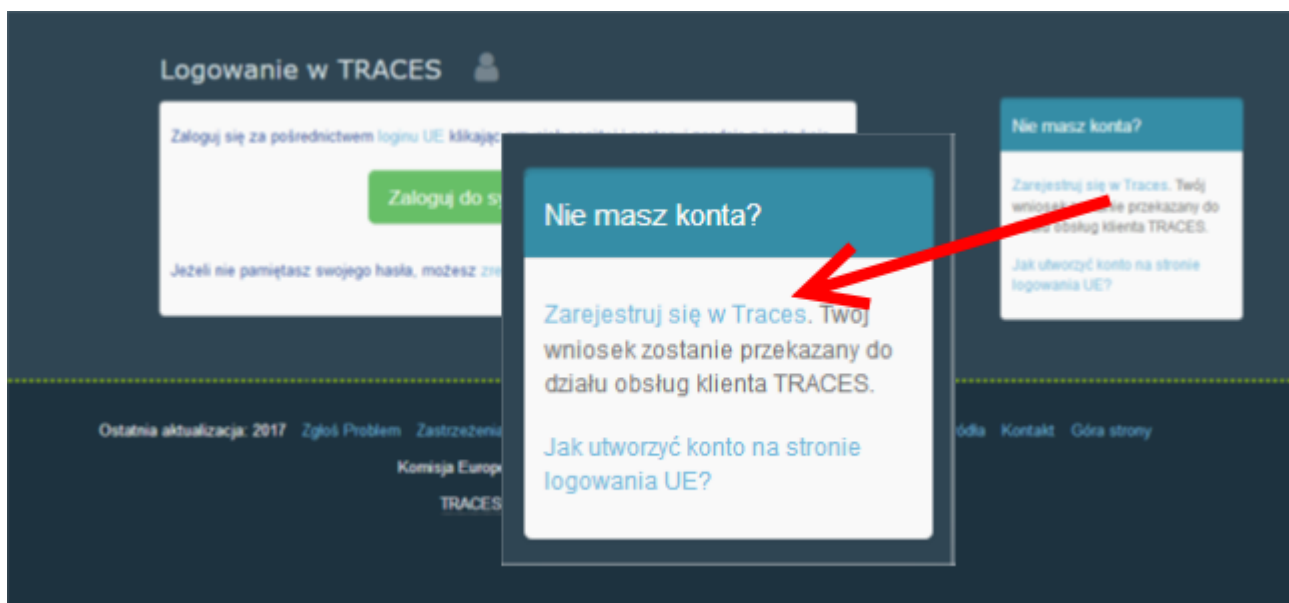 Logowanie w TRACES
Zaloguj się za pośrednictwem loginu UE klikając
Zaloguj do
Jeżeli nie pamiętasz swojego hasła, możesz
Nie masz konta?
Zarejestruj się w Traces. Twój
wniosek zostanie przekazany do
działu obsług klienta TRACES.
Jak utworzyć konto na stronie
logowania UE?
Nie masz konta?
Zarejestruj się w Traces. Twój
wniosek zostanie przekazany do
obsług klienta TRACES.
Jak utworzyć konto na stronie
logowania UE?
Ostatnia aktualizacja: 2017 Zgłoś Problem Zastrzeżenia Kontakt Góra strony
Komisja
TRACES